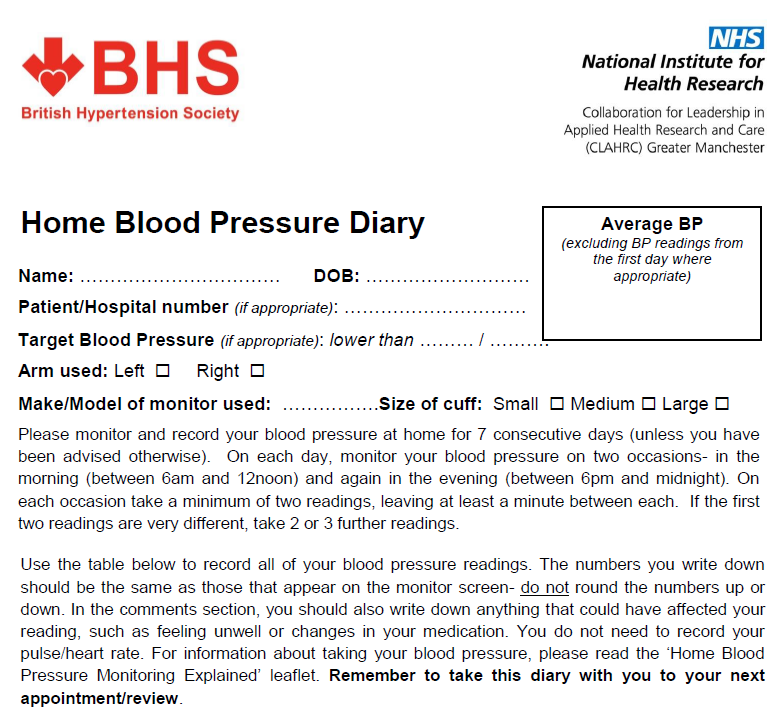 BHS
British Hypertension Society
NHS
National Institute for
Health Research
Collaboration for Leadership in
Applied Health Research and Care
(CLAHRC) Greater Manchester
Home Blood Pressure Diary
Average BP
(excluding BP readings from
the first day where
appropriate)
Name: ................................. DOB: ...........................
Patient/Hospital number (if appropriate): ..............................
Target Blood Pressure (if appropriate): lower than ......... / ..........
Arm used: Left ☐ Right ☐
Make/Model of monitor used: ................Size of cuff: Small ☐ Medium ☐ Large ☐
Please monitor and record your blood pressure at home for 7 consecutive days (unless you have
been advised otherwise). On each day, monitor your blood pressure on two occasions- in the
morning (between 6am and 12noon) and again in the evening (between 6pm and midnight). On
each occasion take a minimum of two readings, leaving at least a minute between each. If the first
two readings are very different, take 2 or 3 further readings.
Use the table below to record all of your blood pressure readings. The numbers you write down
should be the same as those that appear on the monitor screen- do not round the numbers up or
down. In the comments section, you should also write down anything that could have affected your
reading, such as feeling unwell or changes in your medication. You do not need to record your
pulse/heart rate. For information about taking your blood pressure, please read the ‘Home Blood
Pressure Monitoring Explained’ leaflet. Remember to take this diary with you to your next
appointment/review.